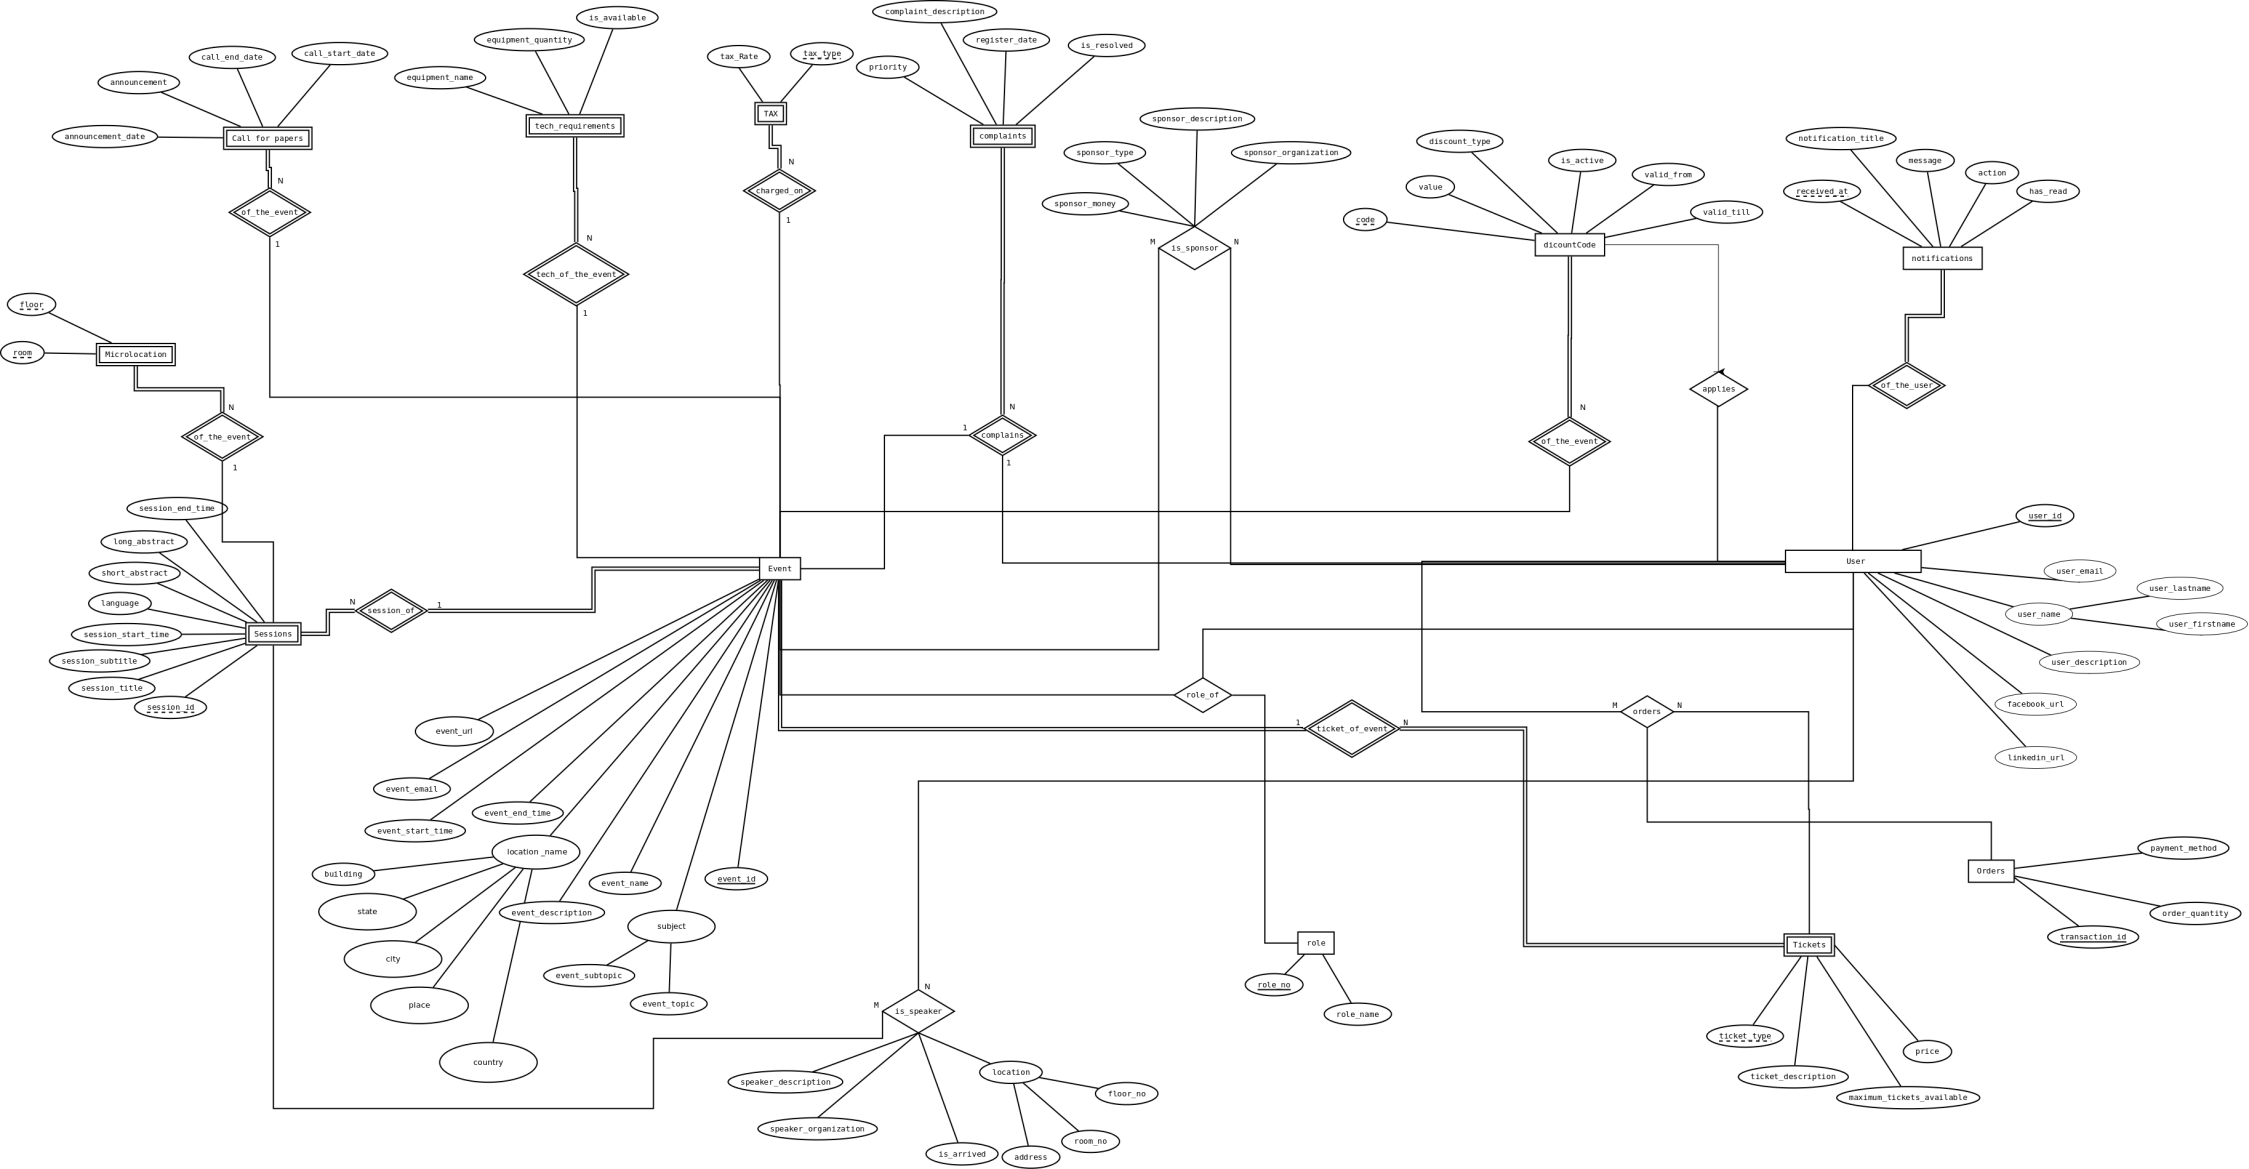 complaint_description
is_available
equipment_quantity
register_date
is_resolved
call_start_date
call_end_date
tax_Rate
tax_type
priority
equipment_name
announcement
TAX
sponsor_description
tech_requirements
announcement_date
Call for papers
complaints
discount_type
notification_title
sponsor_type
sponsor_organization
is_active
message
N
valid_from
action
N
of_the_event
1
charged_on
1
sponsor_money
value
received_at
has_read
code
valid_till
M
is_sponsor
N
dicountCode
N
tech_of_the_event
1
notifications
floor
room
Microlocation
applies
of_the_user
N
of_the_event
1
N
1
complains
1
N
of_the_event
session_end_time
user_id
long_abstract
short_abstract
Event
User
user_email
user_lastname
language
N
session_of
1
user_name
user_firstname
session_start_time
Sessions
session_subtitle
user_description
session_title
session_id
role_of
facebook_url
M
orders
N
event_url
1
ticket_of_event
N
linkedin_url
event_email
event_end_time
event_start_time
location_name
payment_method
building
event_name
event_id
Orders
state
event_description
order_quantity
subject
transaction_id
city
role
Tickets
event_subtopic
role_no
place
event_topic
N
M
is_speaker
role_name
ticket_type
price
country
location
speaker_description
ticket_description
floor_no
maximum_tickets_available
speaker_organization
room_no
is_arrived
address